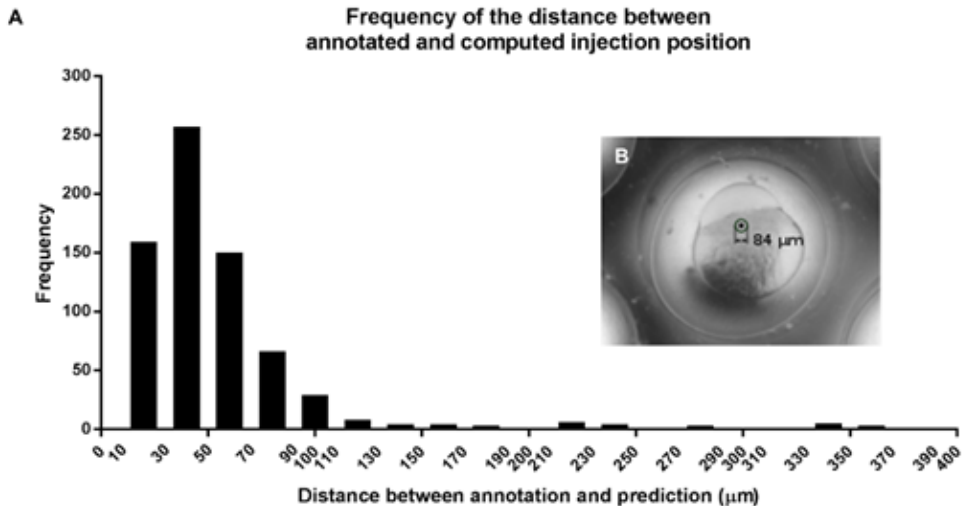 A
Frequency of the distance between
annotated and computed injection position
Frequency
300
250
200
150
100
50
0
B
84 μm
0 10 30 50 70 90 100 110 130 150 170 190 200 210 230 250 270 290 300 310 330 350 370 390 400
Distance between annotation and prediction (μm)